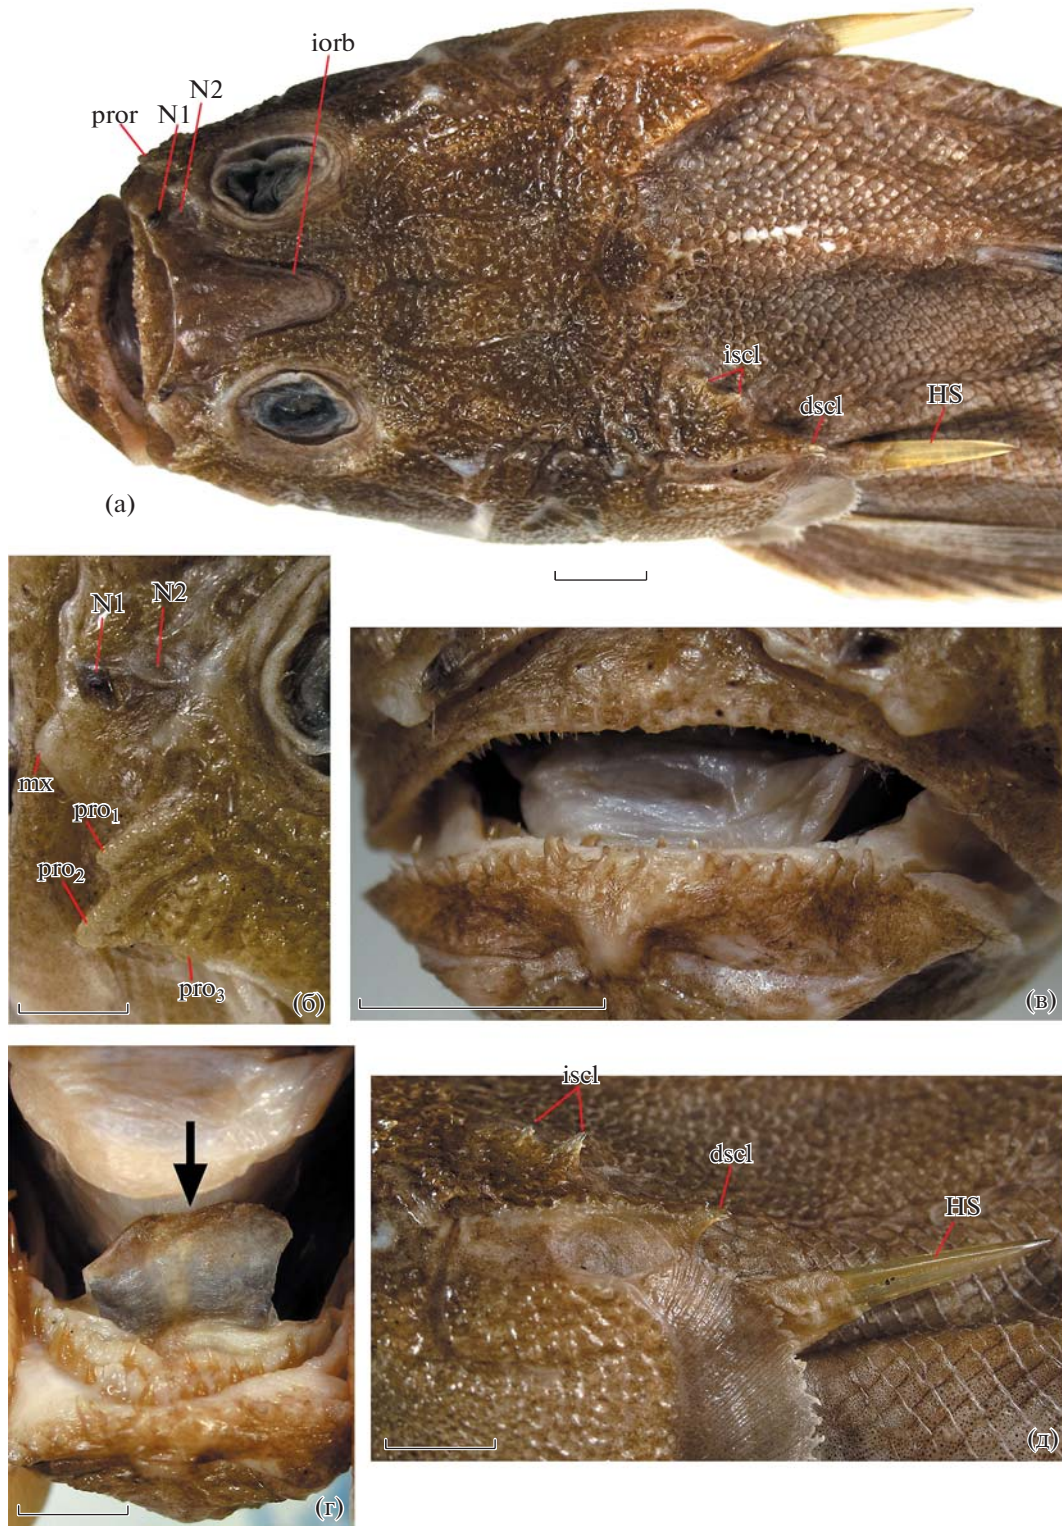 iorb
N2
N1
pror
iscl
dscl
HS
(а)
N1
N2
mx
pro1
pro2
pro3
(б)
(в)
(г)
iscl
dscl
HS
(д)